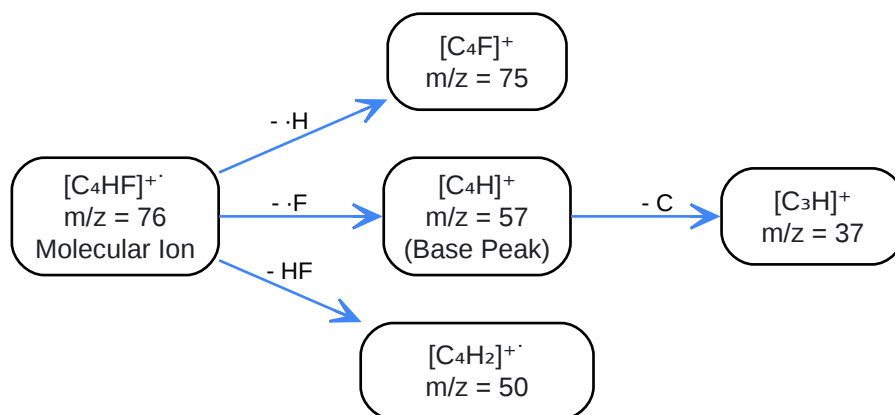 [C₄F]⁺
m/z = 75
- ·H
[C₄HF]⁺˙
m/z = 76
Molecular Ion
- ·F
[C₄H]⁺
m/z = 57
(Base Peak)
- C
[C₃H]⁺
m/z = 37
- HF
[C₄H₂]⁺˙
m/z = 50